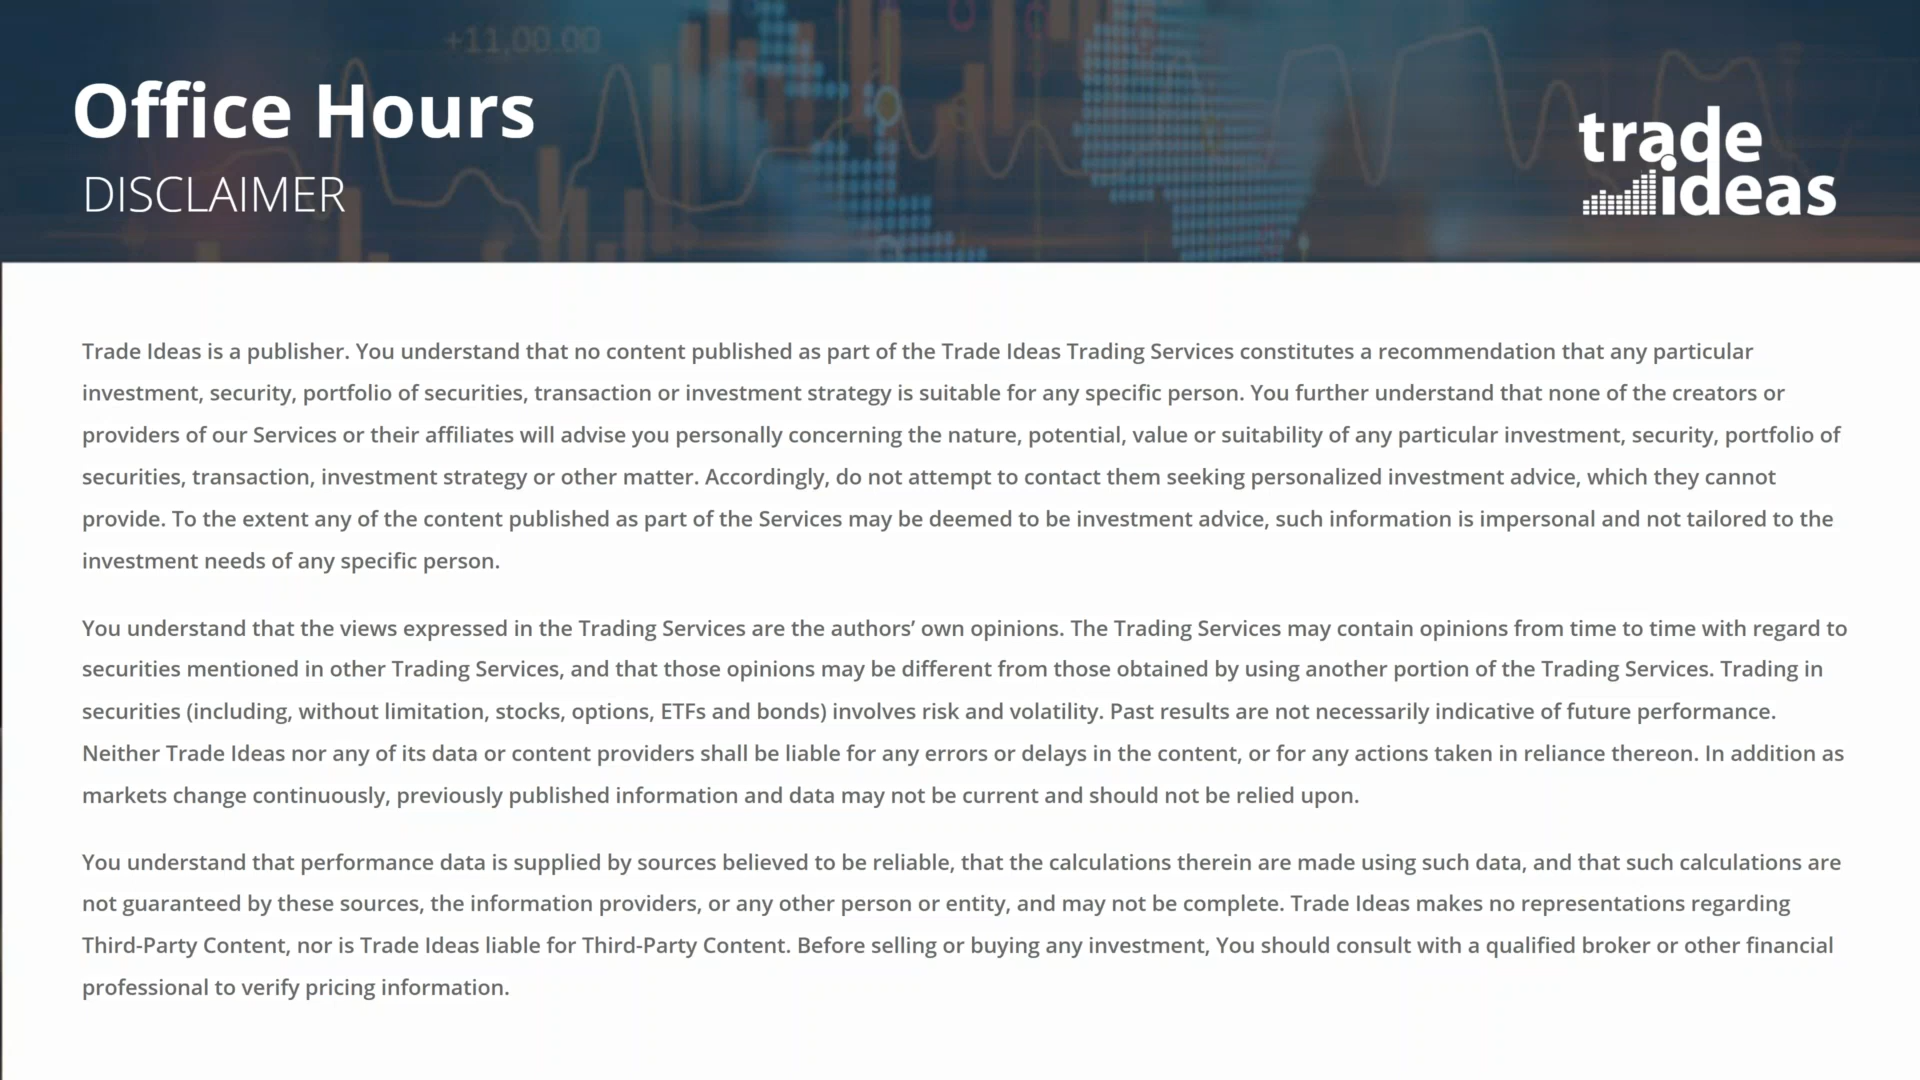 +11,00.00
Office Hours
DISCLAIMER
trade
ideas
Trade Ideas is a publisher. You understand that no content published as part of the Trade Ideas Trading Services constitutes a recommendation that any particular
investment, security, portfolio of securities, transaction or investment strategy is suitable for any specific person. You further understand that none of the creators or
providers of our Services or their affiliates will advise you personally concerning the nature, potential, value or suitability of any particular investment, security, portfolio of
securities, transaction, investment strategy or other matter. Accordingly, do not attempt to contact them seeking personalized investment advice, which they cannot
provide. To the extent any of the content published as part of the Services may be deemed to be investment advice, such information is impersonal and not tailored to the
investment needs of any specific person.
You understand that the views expressed in the Trading Services are the authors’ own opinions. The Trading Services may contain opinions from time to time with regard to
securities mentioned in other Trading Services, and that those opinions may be different from those obtained by using another portion of the Trading Services. Trading in
securities (including, without limitation, stocks, options, ETFs and bonds) involves risk and volatility. Past results are not necessarily indicative of future performance.
Neither Trade Ideas nor any of its data or content providers shall be liable for any errors or delays in the content, or for any actions taken in reliance thereon. In addition as
markets change continuously, previously published information and data may not be current and should not be relied upon.
You understand that performance data is supplied by sources believed to be reliable, that the calculations therein are made using such data, and that such calculations are
not guaranteed by these sources, the information providers, or any other person or entity, and may not be complete. Trade Ideas makes no representations regarding
Third-Party Content, nor is Trade Ideas liable for Third-Party Content. Before selling or buying any investment, You should consult with a qualified broker or other financial
professional to verify pricing information.